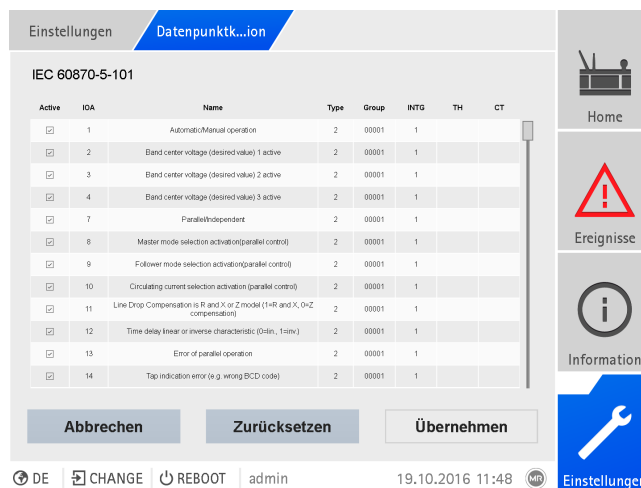 Einstellungen Datenpunktk...ion
IEC 60870-5-101
Active IOA Name Type Group INTG TH CT
1 Automatic/Manual operation 2 00001 1
2 Band center voltage (desired value) 1 active 2 00001 1
3 Band center voltage (desired value) 2 active 2 00001 1
4 Band center voltage (desired value) 3 active 2 00001 1
7 Parallel/Independent 2 00001 1
8 Master mode selection activation(parallel control) 2 00001 1
9 Follower mode selection activation(parallel control) 2 00001 1
10 Circulating current selection activation (parallel control) 2 00001 1
11 Line Drop Compensation is R and X or Z model (1=R and X, 0=Z compensation) 2 00001 1
12 Time delay linear or inverse characteristic (0=lin., 1=inv.) 2 00001 1
13 Error of parallel operation 2 00001 1
14 Tap indication error (e.g. wrong BCD code) 2 00001 1
Abbrechen Zurücksetzen Übernehmen
DE CHANGE REBOOT admin 19.10.2016 11:48 MR
Home
Ereignisse
Information
Einstellungen